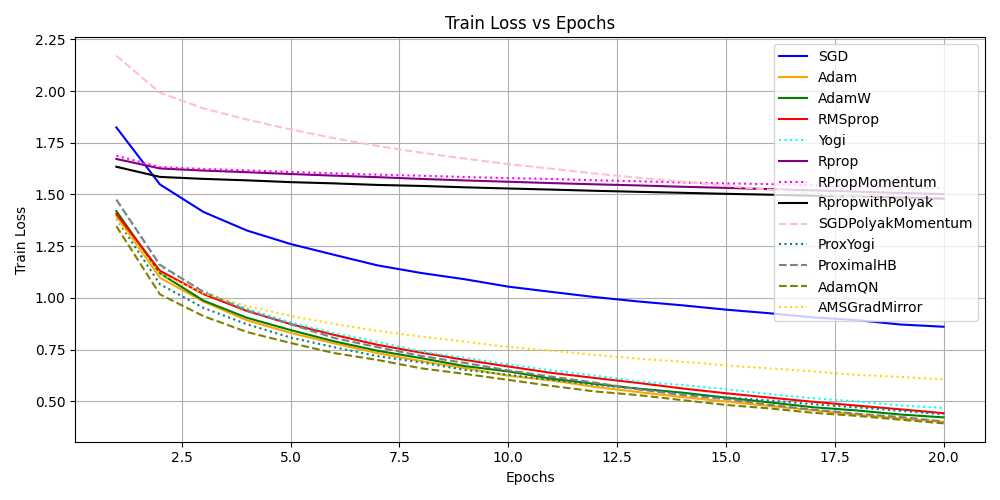 Train Loss vs Epochs
2.25
2.00
1.75
1.50
1.25
1.00
0.75
0.50
Train Loss
2.5
5.0
7.5
10.0
12.5
15.0
17.5
20.0
Epochs
SGD
Adam
AdamW
RMSprop
Yogi
Rprop
RPropMomentum
RpropwithPolyak
SGDPolyakMomentum
ProxYogi
ProximalHB
AdamQN
AMSGradMirror